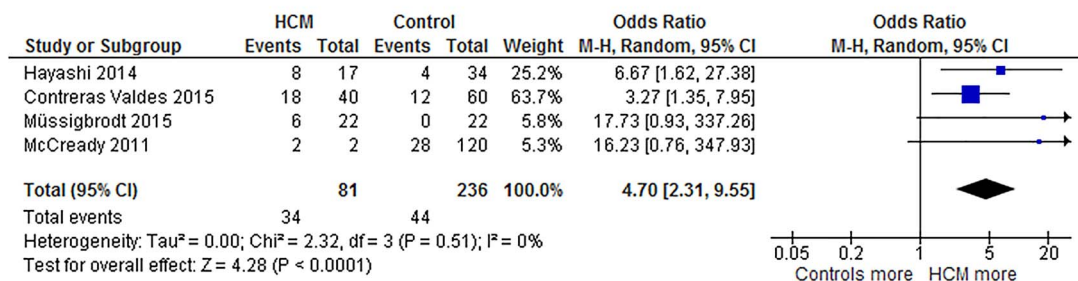 HCM Control Odds Ratio Odds Ratio
Study or Subgroup Events Total Events Total Weight M-H, Random, 95% CI M-H, Random, 95% CI
Hayashi 2014 8 17 4 34 25.2% 6.67 [1.62, 27.38]
Contreras Valdes 2015 18 40 12 60 63.7% 3.27 [1.35, 7.95]
Müssigbrodt 2015 6 22 0 22 5.8% 17.73 [0.93, 337.26]
McCready 2011 2 2 28 120 5.3% 16.23 [0.76, 347.93]
Total (95% CI) 81 236 100.0% 4.70 [2.31, 9.55]
Total events 34 44
Heterogeneity: Tau² = 0.00; Chi² = 2.32, df = 3 (P = 0.51); I² = 0%
Test for overall effect: Z = 4.28 (P < 0.0001)
0.05 0.2 1 5 20
Controls more HCM more